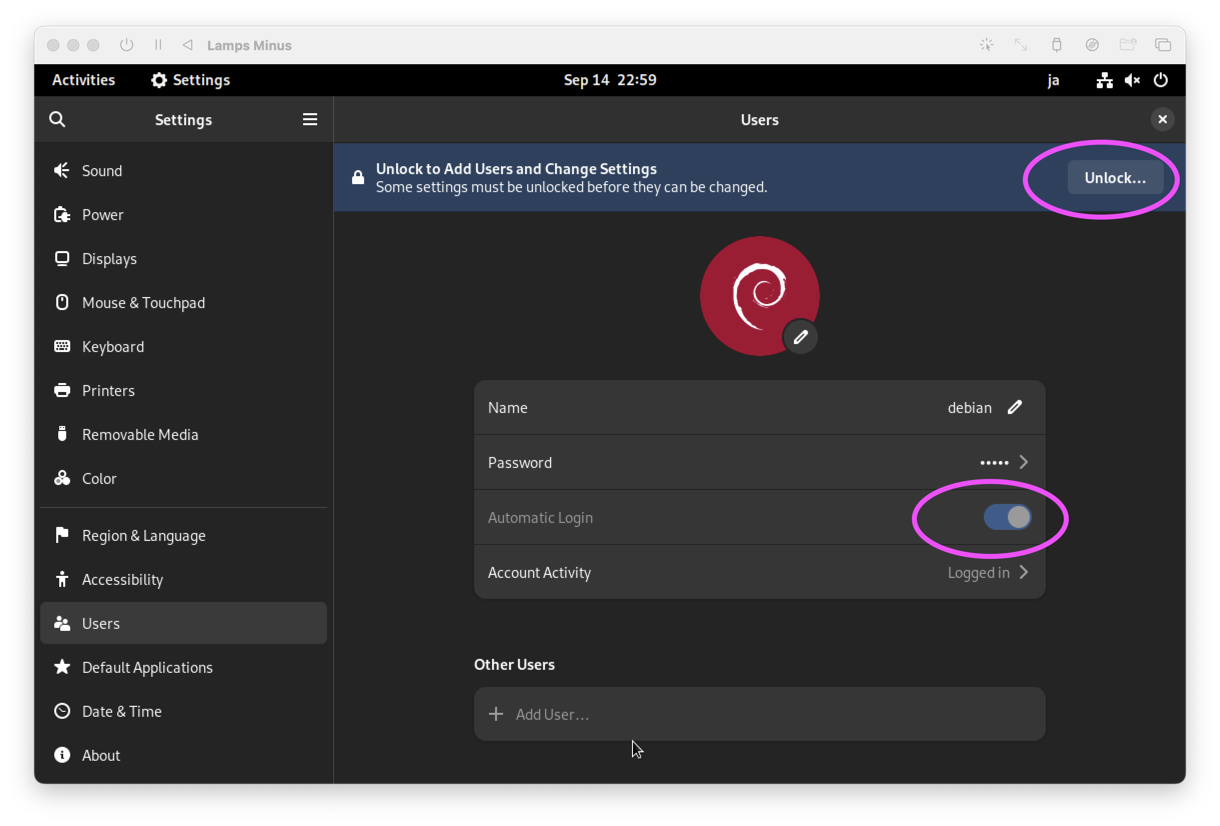 Lamps Minus
Activities
Settings
Sep 14 22:59
ja
Settings
Users
Sound
Power
Displays
Mouse & Touchpad
Keyboard
Printers
Removable Media
Color
Region & Language
Accessibility
Users
Default Applications
Date & Time
About
Unlock to Add Users and Change Settings
Some settings must be unlocked before they can be changed.
Unlock...
Name
debian
Password
•••••
Automatic Login
Account Activity
Logged in
Other Users
Add User...